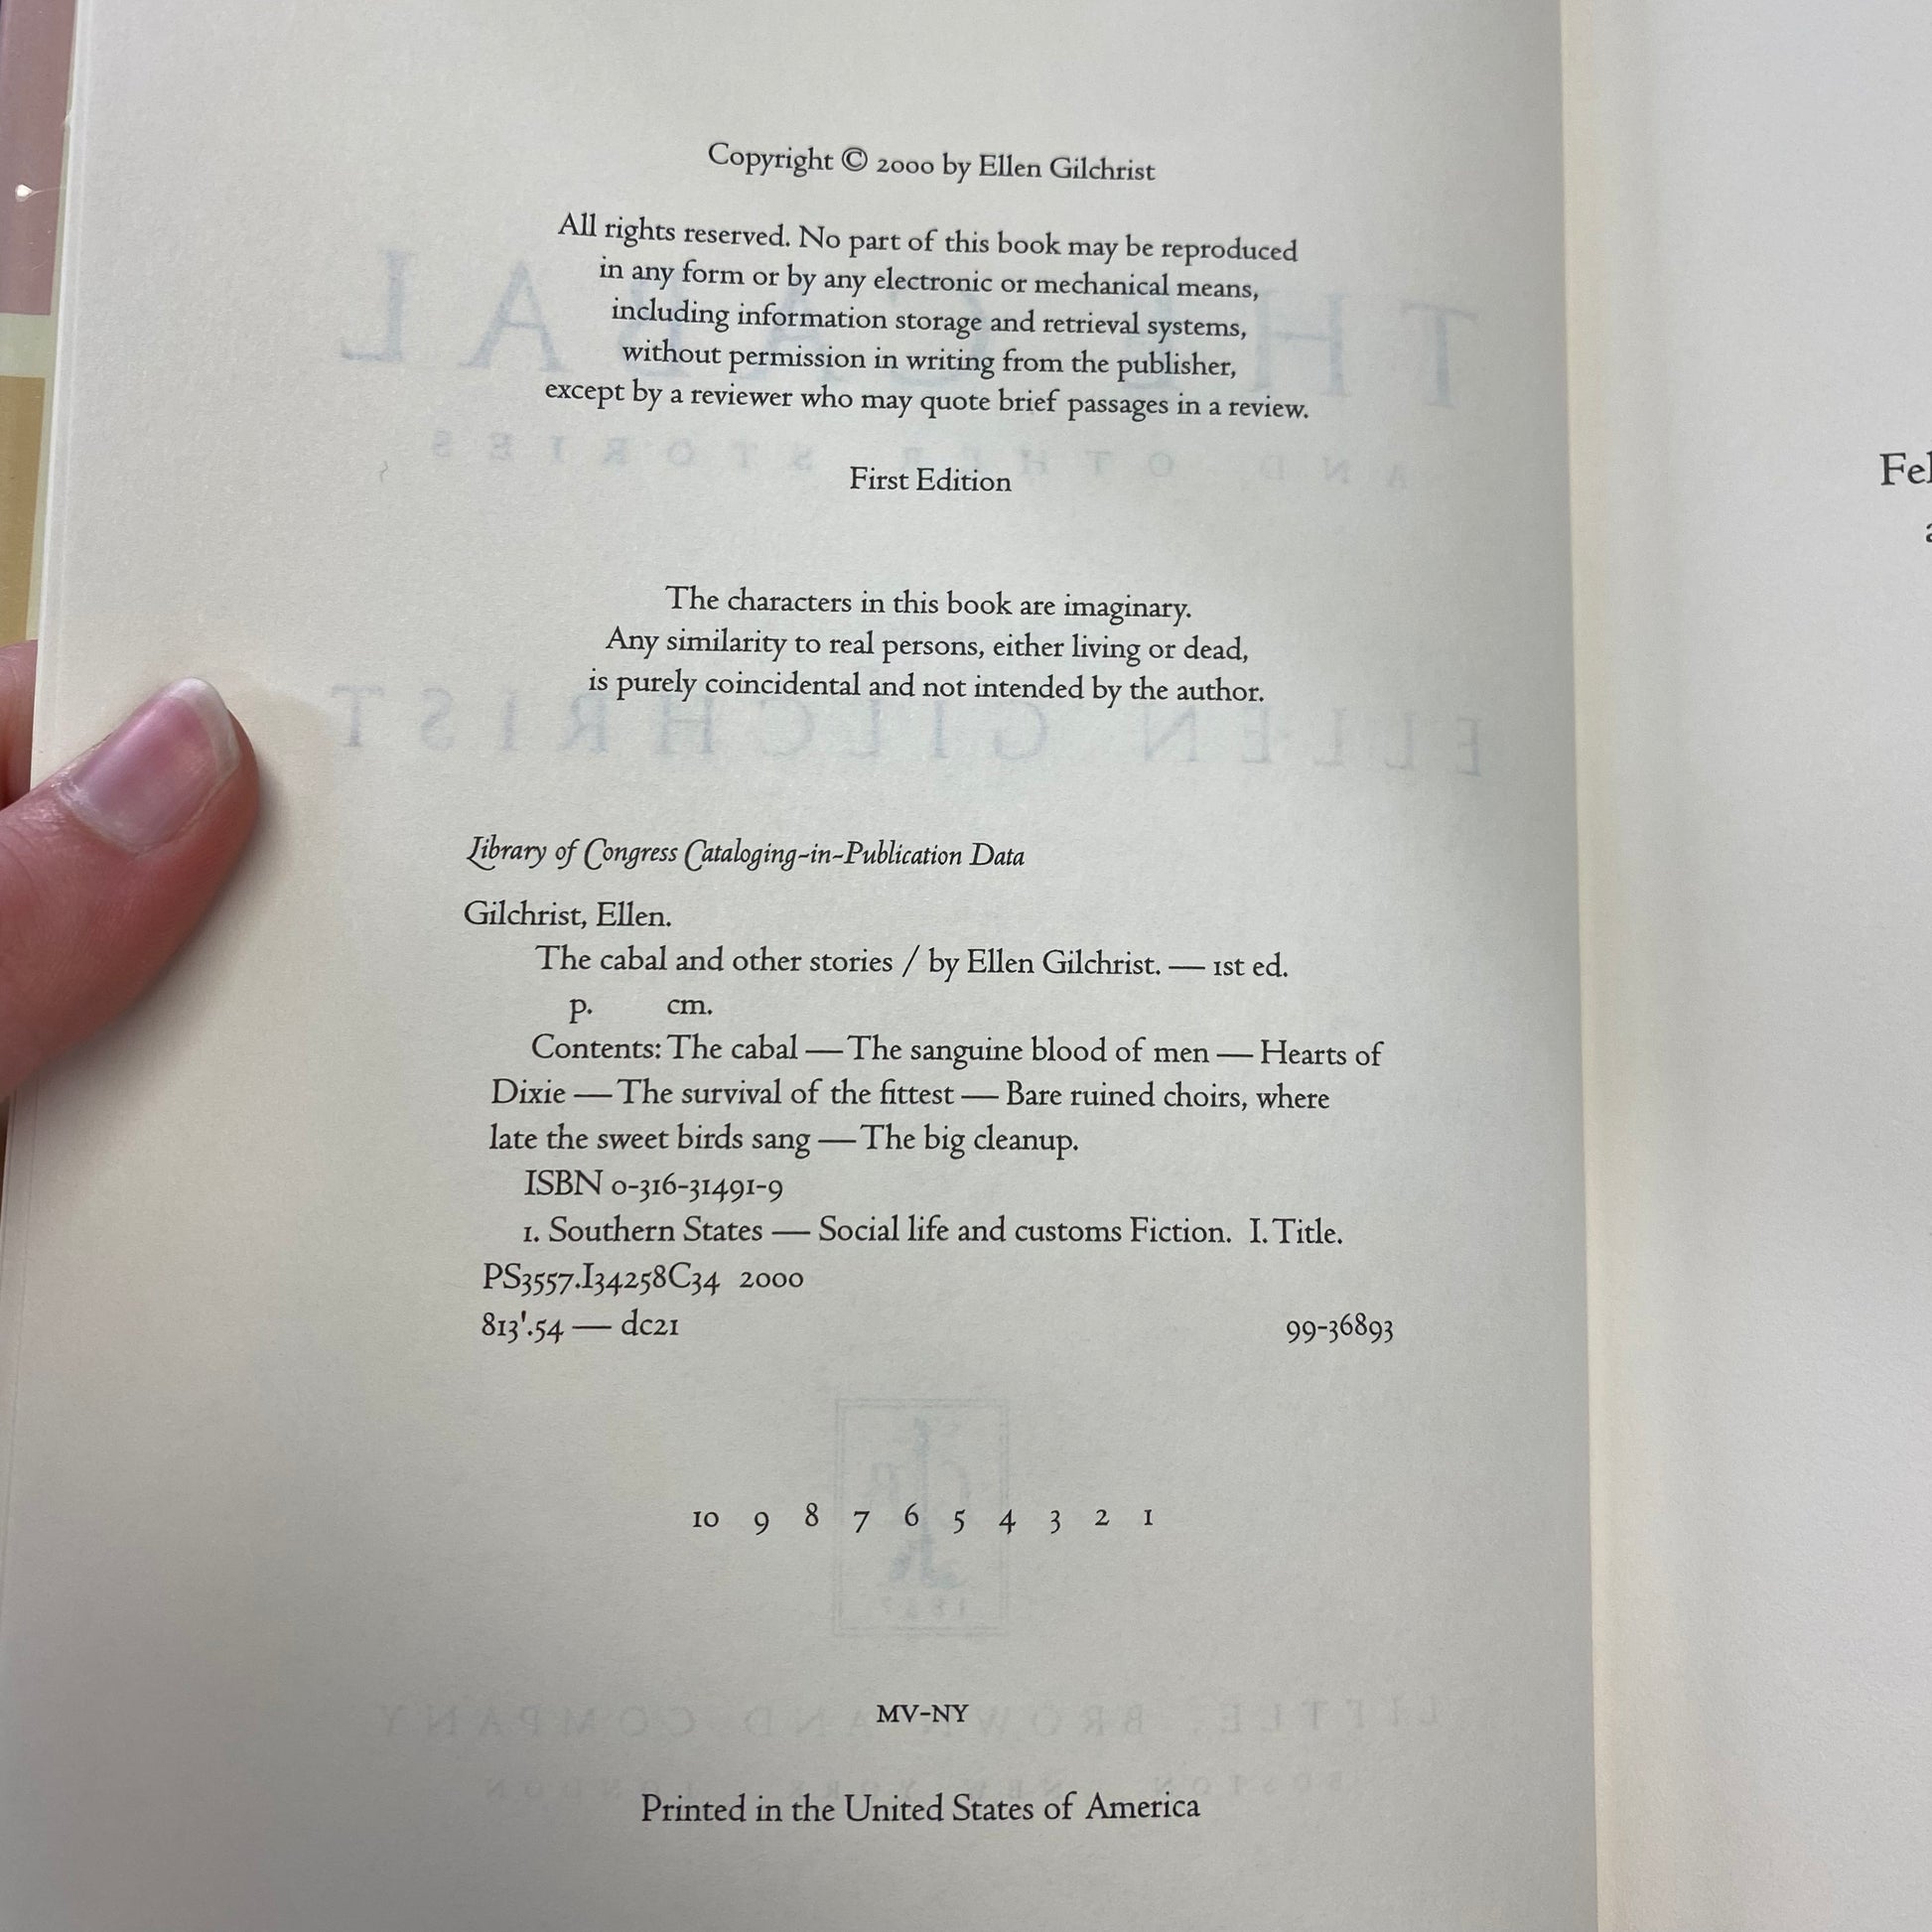 Copyright © 2000 by Ellen Gilchrist
All rights reserved. No part of this book may be reproduced
in any form or by any electronic or mechanical means,
including information storage and retrieval systems,
without permission in writing from the publisher,
except by a reviewer who may quote brief passages in a review.
First Edition
The characters in this book are imaginary.
Any similarity to real persons, either living or dead,
is purely coincidental and not intended by the author.
Library of Congress Cataloging-in-Publication Data
Gilchrist, Ellen.
The cabal and other stories / by Ellen Gilchrist. — 1st ed.
p. cm.
Contents: The cabal — The sanguine blood of men — Hearts of
Dixie — The survival of the fittest — Bare ruined choirs, where
late the sweet birds sang — The big cleanup.
ISBN 0-316-31491-9
1. Southern States — Social life and customs Fiction. I. Title.
PS3557.I34258C34 2000
813'.54 — dc21 99-36893
10 9 8 7 6 5 4 3 2 1
MV-NY
Printed in the United States of America